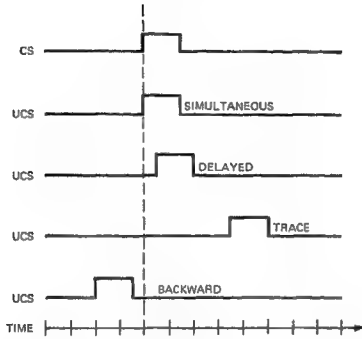 CS
UCS SIMULTANEOUS
UCS DELAYED
UCS TRACE
UCS BACKWARD
TIME